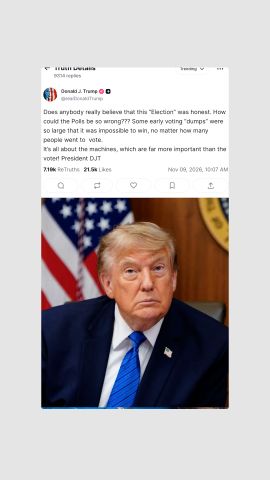 Truth Details
9814 replies
Trending
Donald J. Trump
@realDonaldTrump
Does anybody really believe that this "Election" was honest. How
could the Polls be so wrong??? Some early voting "dumps" were
so large that it was impossible to win, no matter how many
people went to vote.
It's all about the machines, which are far more important than the
voter! President DJT
7.19k ReTruths 21.5k Likes
Nov 09, 2026, 10:07 AM